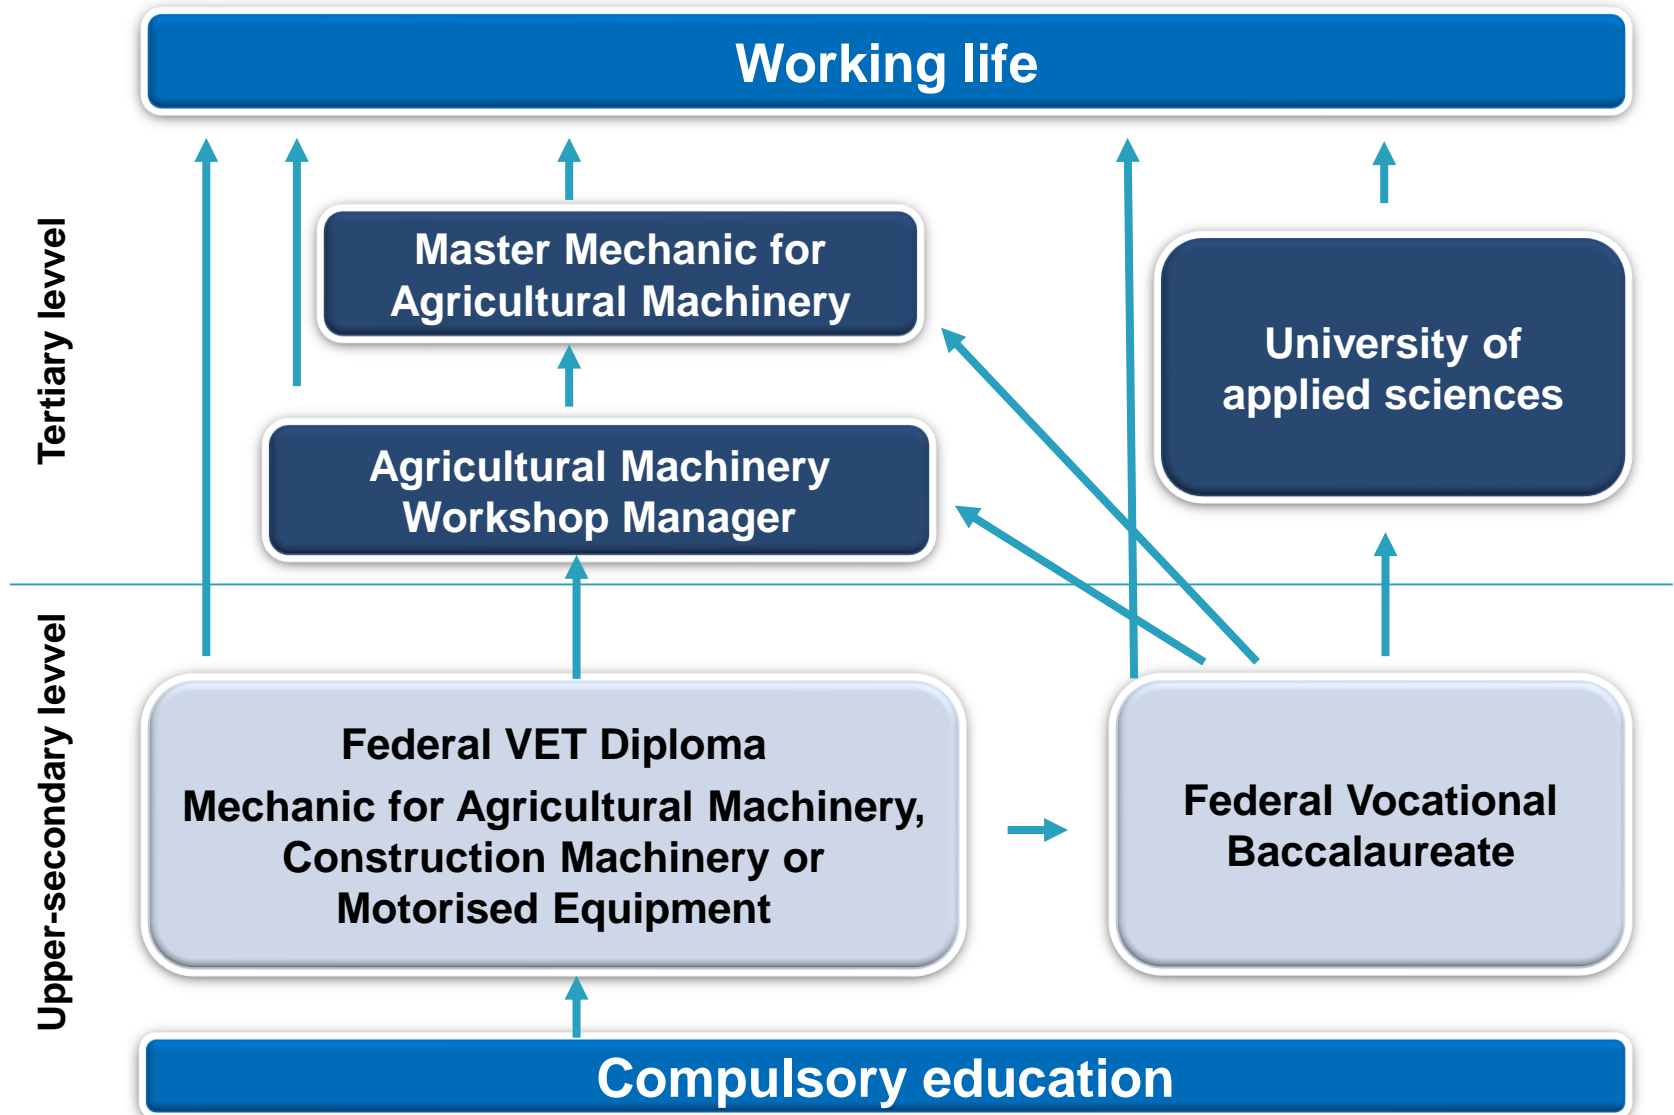 Working life
Tertiary levvel
Master Mechanic for
Agricultural Machinery
University of
applied sciences
Agricultural Machinery
Workshop Manager
Upper-secondary levvel
Federal VET Diploma
Mechanic for Agricultural Machinery,
Construction Machinery or
Motorised Equipment
Federal Vocational
Baccalaureate
Compulsory education